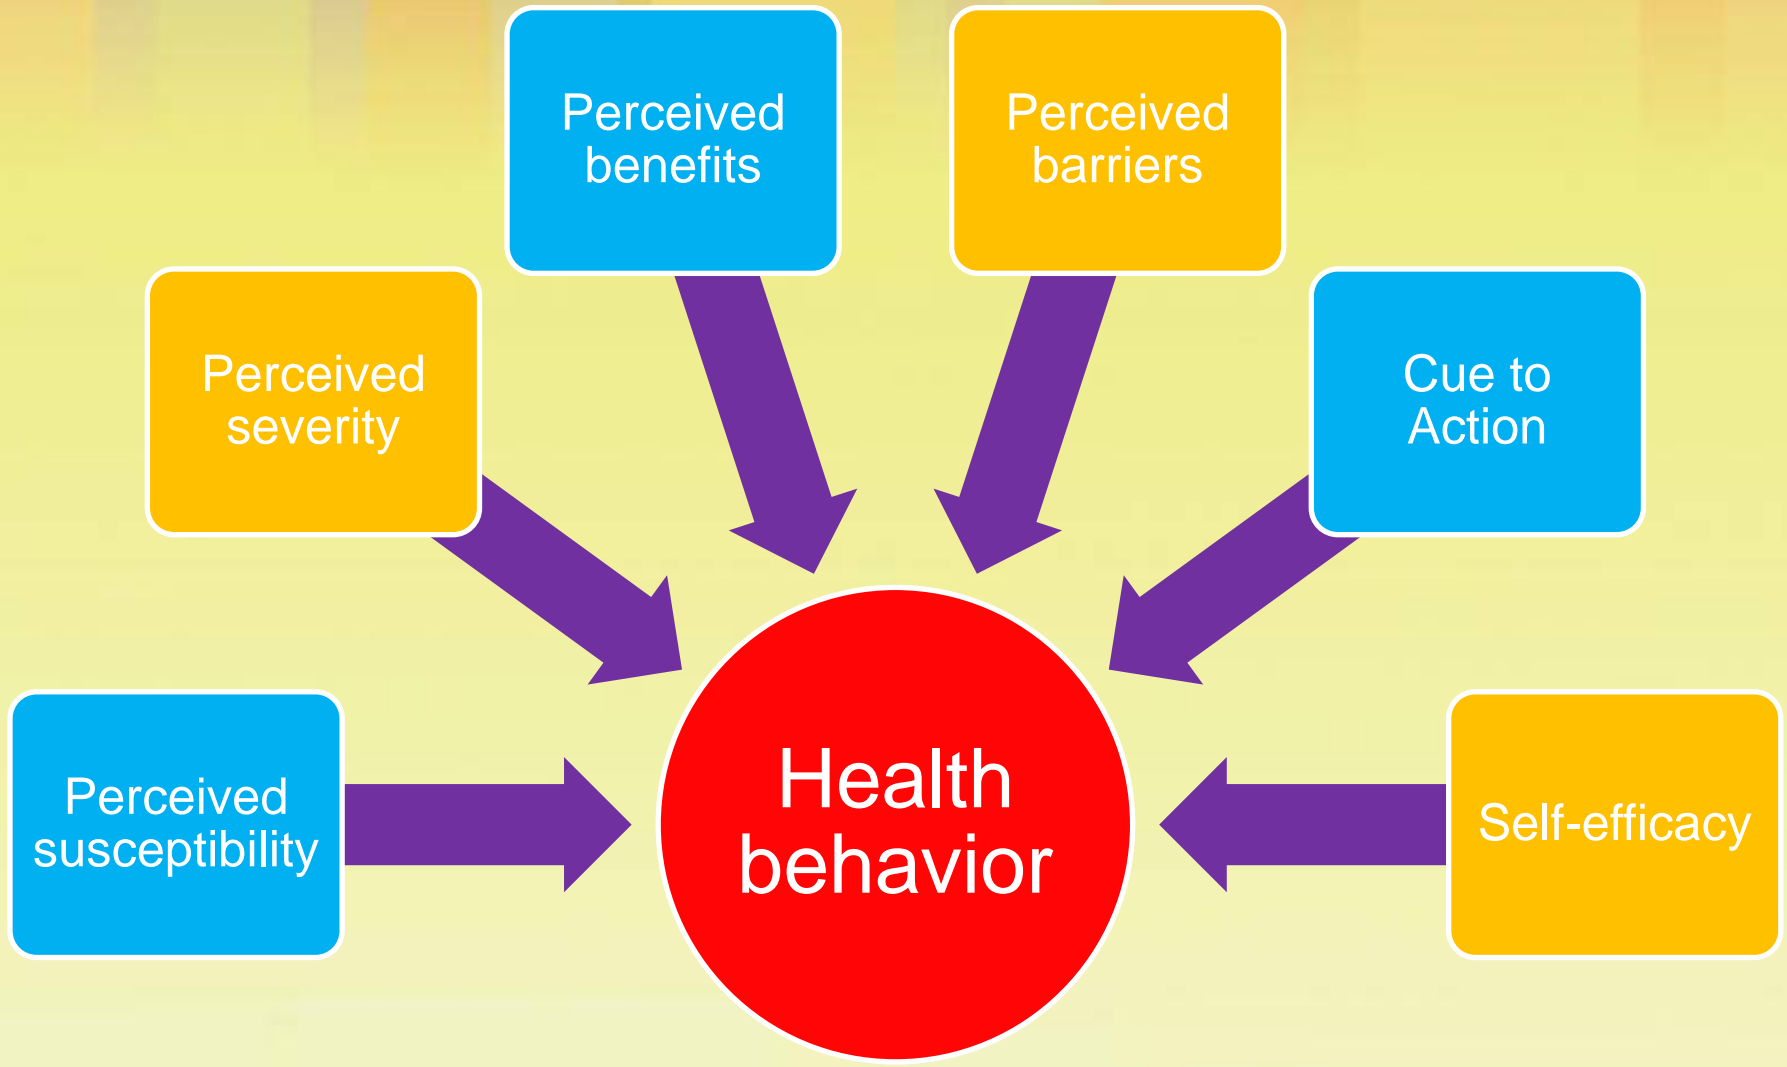 Perceived
benefits
Perceived
barriers
Perceived
severity
Cue to
Action
Perceived
susceptibility
Health
behavior
Self-efficacy